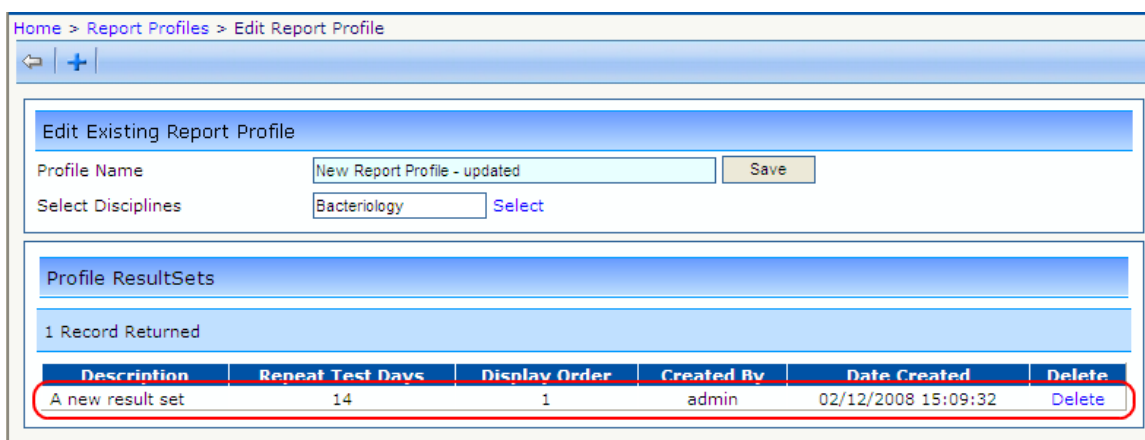 Home > Report Profiles > Edit Report Profile
Edit Existing Report Profile
Profile Name New Report Profile - updated Save
Select Disciplines Bacteriology Select
Profile ResultSets
1 Record Returned
Description Repeat Test Days Display Order Created By Date Created Delete
A new result set 14 1 admin 02/12/2008 15:09:32 Delete